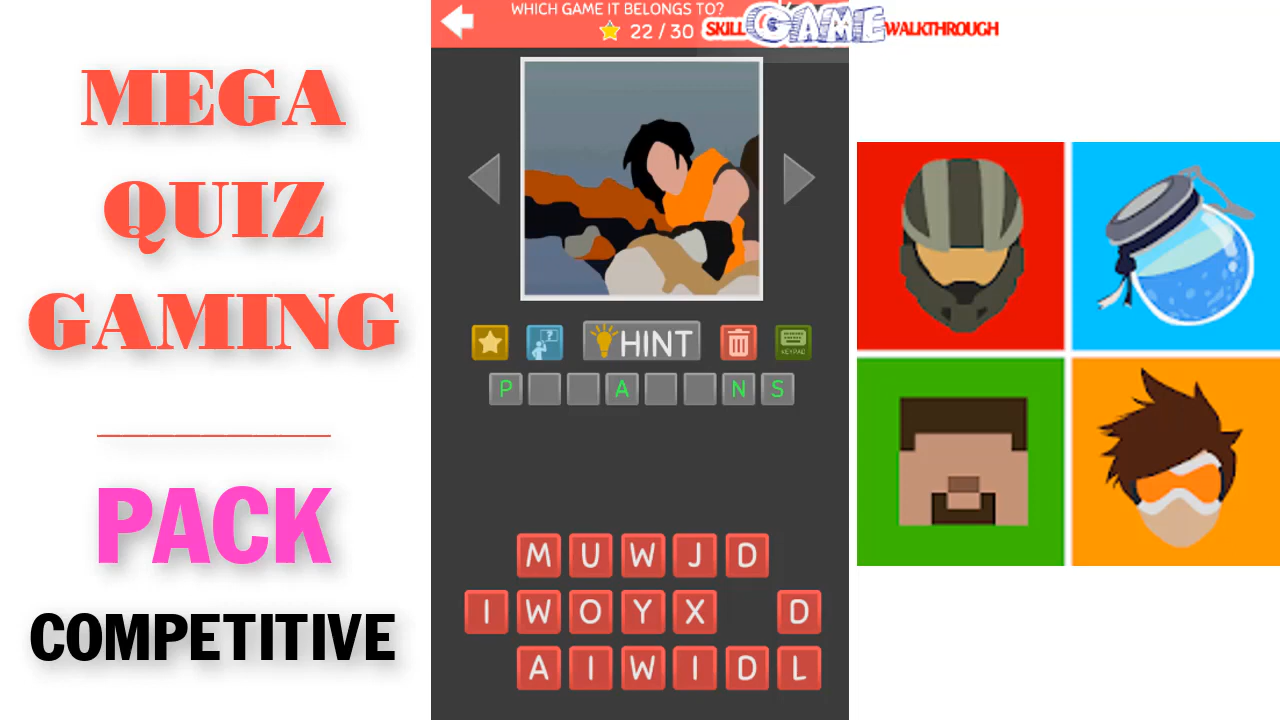 MEGA
QUIZ
GAMING
PACK
COMPETITIVE
WHICH GAME IT BELONGS TO?
22 / 30
SKILL GAME WALKTHROUGH
HINT
KEYPAD
P A N S
M U W J D
I W O Y X D
A I W I D L